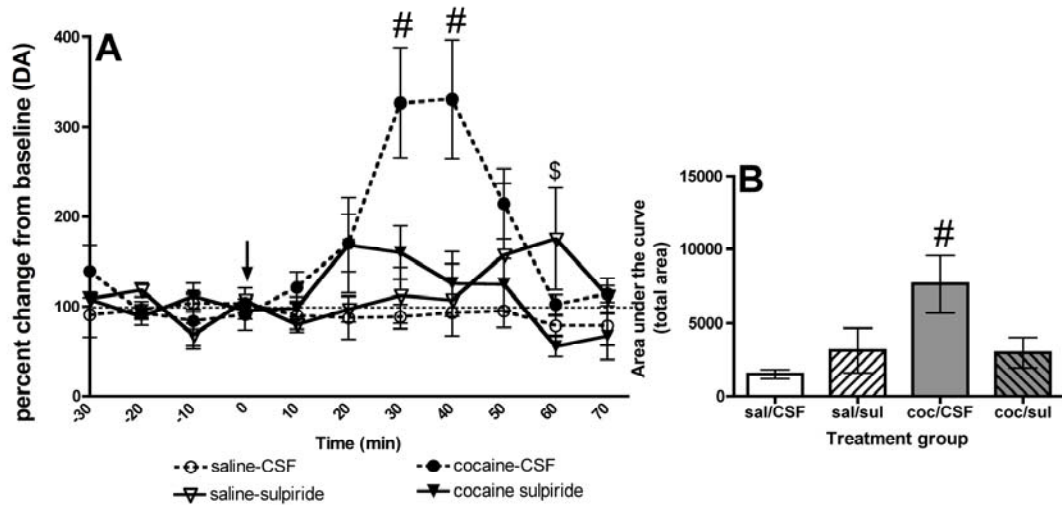 A
# #
$
percent change from baseline (DA)
400
300
200
100
0
-30 -20 -10 0 10 20 30 40 50 60 70
Time (min)
saline-CSF cocaine-CSF
saline-sulpiride cocaine sulpiride
B
#
Area under the curve
(total area)
15000
10000
5000
0
sal/CSF sal/sul coc/CSF coc/sul
Treatment group